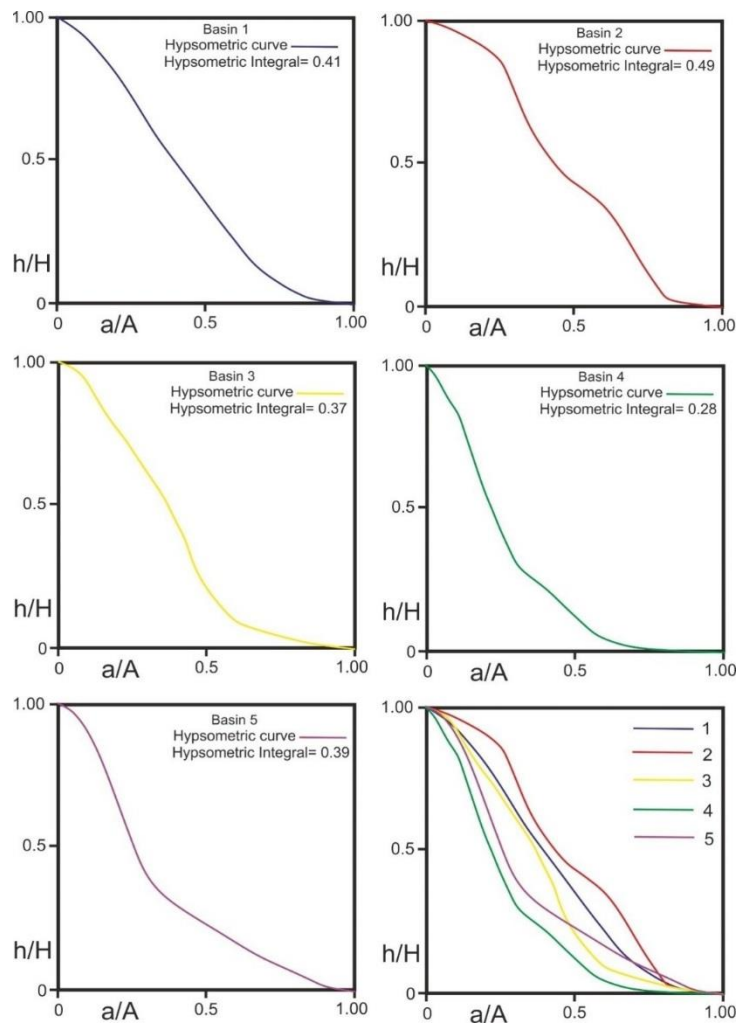 1.00
Basin 1
Hypsometric curve
Hypsometric Integral= 0.41
0.5
h/H
0
0
a/A
0.5
1.00
1.00
Basin 2
Hypsometric curve
Hypsometric Integral= 0.49
0.5
h/H
0
0
a/A
0.5
1.00
1.00
Basin 3
Hypsometric curve
Hypsometric Integral= 0.37
0.5
h/H
0
0
a/A
0.5
1.00
1.00
Basin 4
Hypsometric curve
Hypsometric Integral= 0.28
0.5
h/H
0
0
a/A
0.5
1.00
1.00
Basin 5
Hypsometric curve
Hypsometric Integral= 0.39
0.5
h/H
0
0
a/A
0.5
1.00
1.00
1
2
3
4
5
0.5
h/H
0
0
a/A
0.5
1.00